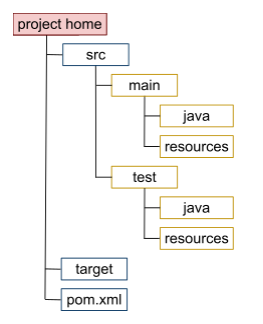 project home
src
main
java
resources
test
java
resources
target
pom.xml